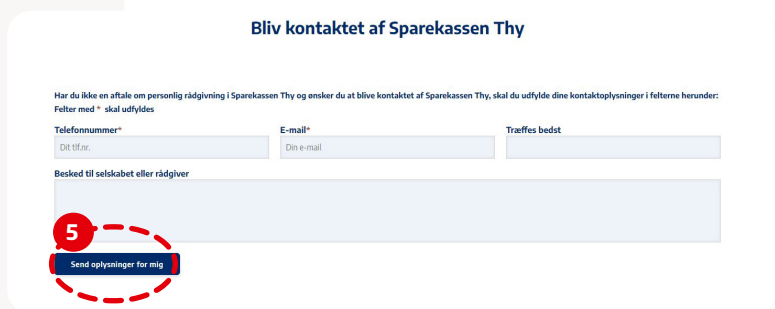 Bliv kontaktet af Sparekassen Thy
Har du ikke en aftale om personlig rådgivning i Sparekassen Thy og ønsker du at blive kontaktet af Sparekassen Thy, skal du udfylde dine kontaktoplysninger i felterne herunder:
Felter med * skal udfyldes
Telefonnummer* E-mail* Træffes bedst
Dit tlf.nr. Din e-mail
Besked til selskabet eller rådgiver
5
Send oplysninger for mig